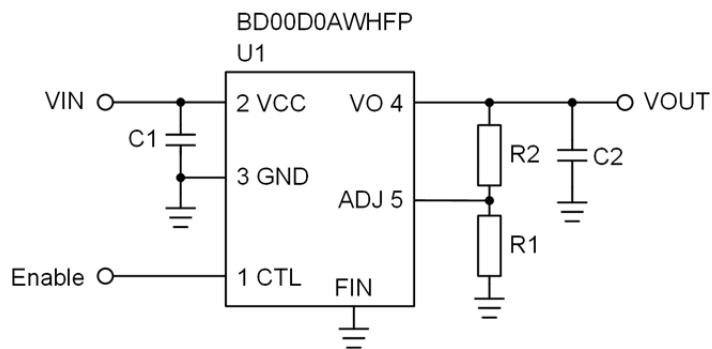 BD00D0AWHFP
U1
VIN
2 VCC
VO 4
VOUT
C1
R2
C2
3 GND
ADJ 5
R1
Enable
1 CTL
FIN